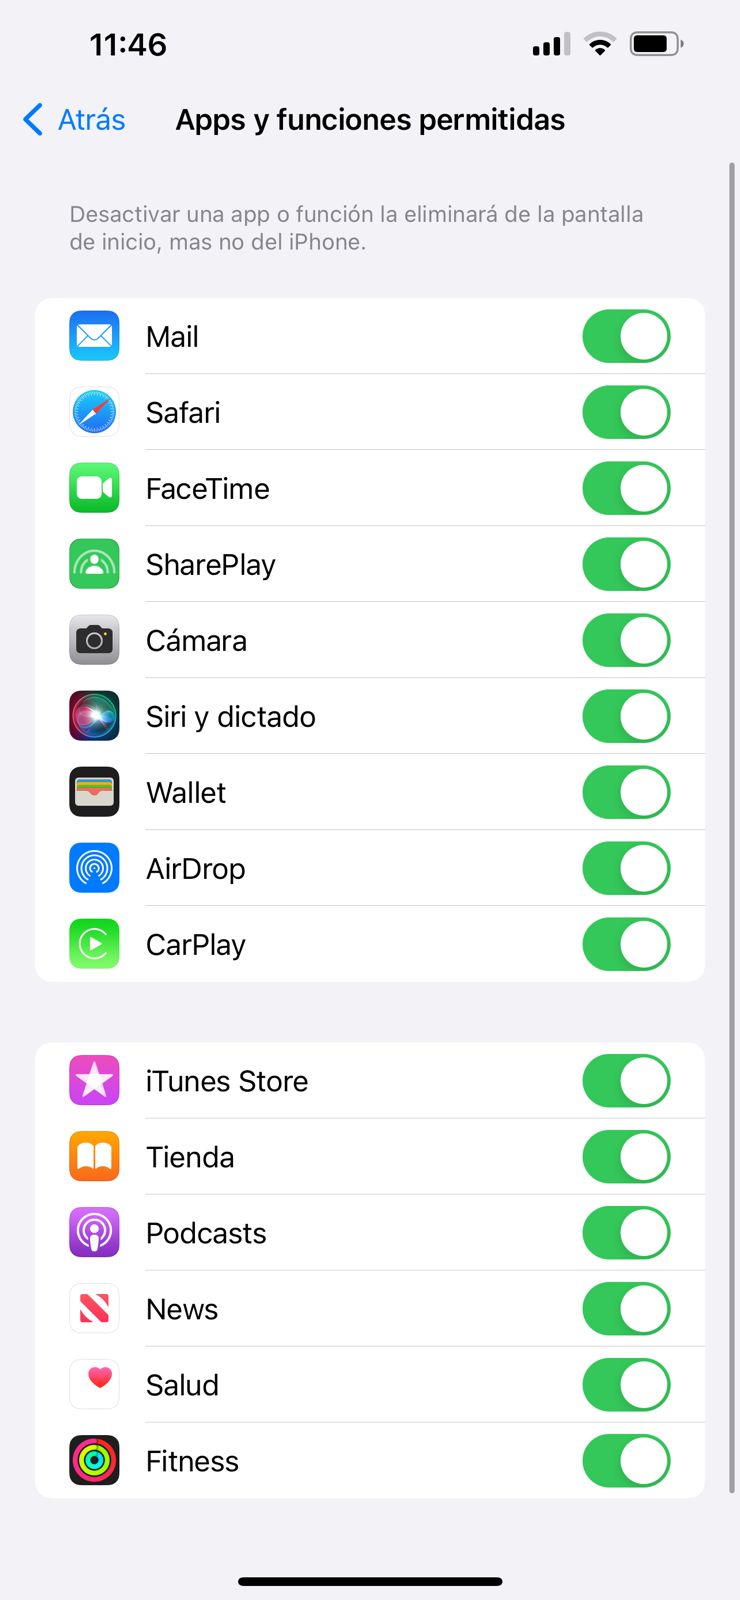 11:46
Atrás
Apps y funciones permitidas
Desactivar una app o función la eliminará de la pantalla
de inicio, mas no del iPhone.
Mail
Safari
FaceTime
SharePlay
Cámara
Siri y dictado
Wallet
AirDrop
CarPlay
iTunes Store
Tienda
Podcasts
News
Salud
Fitness